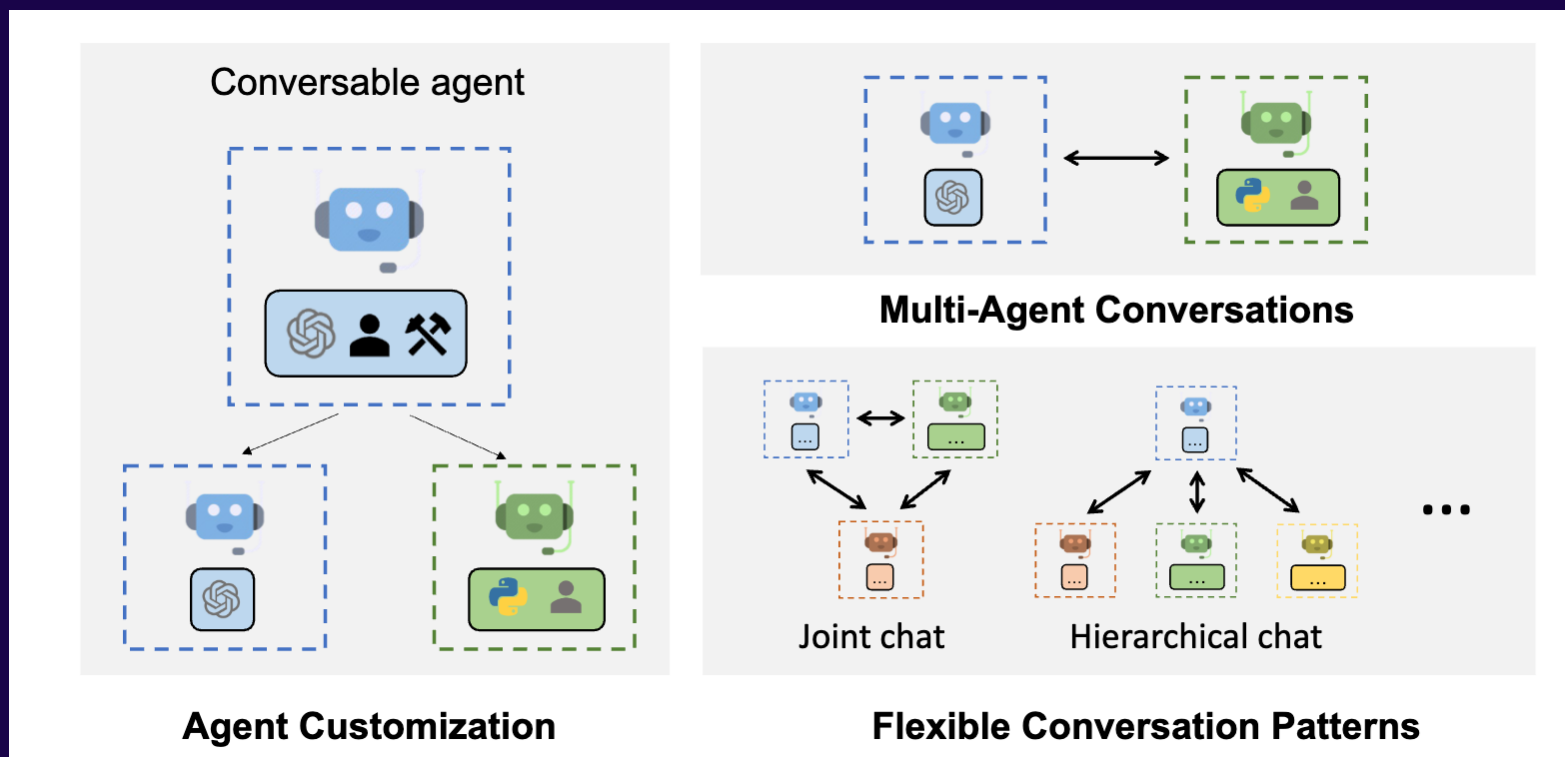 Conversable agent
Agent Customization
Multi-Agent Conversations
...
...
...
Joint chat
...
...
...
...
Hierarchical chat
...
Flexible Conversation Patterns